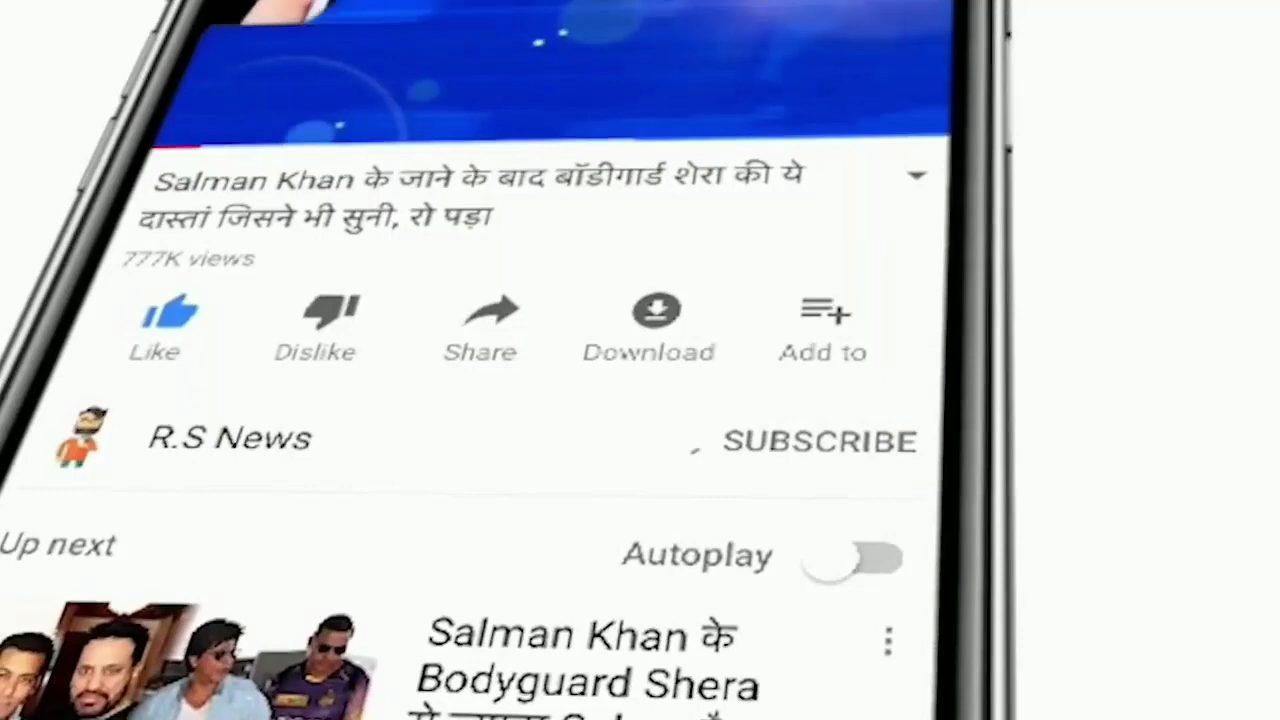 Salman Khan के जाने के बाद बॉडीगार्ड शेरा की ये
दास्तां जिसने भी सुनी, रो पड़ा
777K views
Like
Dislike
Share
Download
Add to
R.S News
SUBSCRIBE
Up next
Autoplay
Salman Khan के
Bodyguard Shera